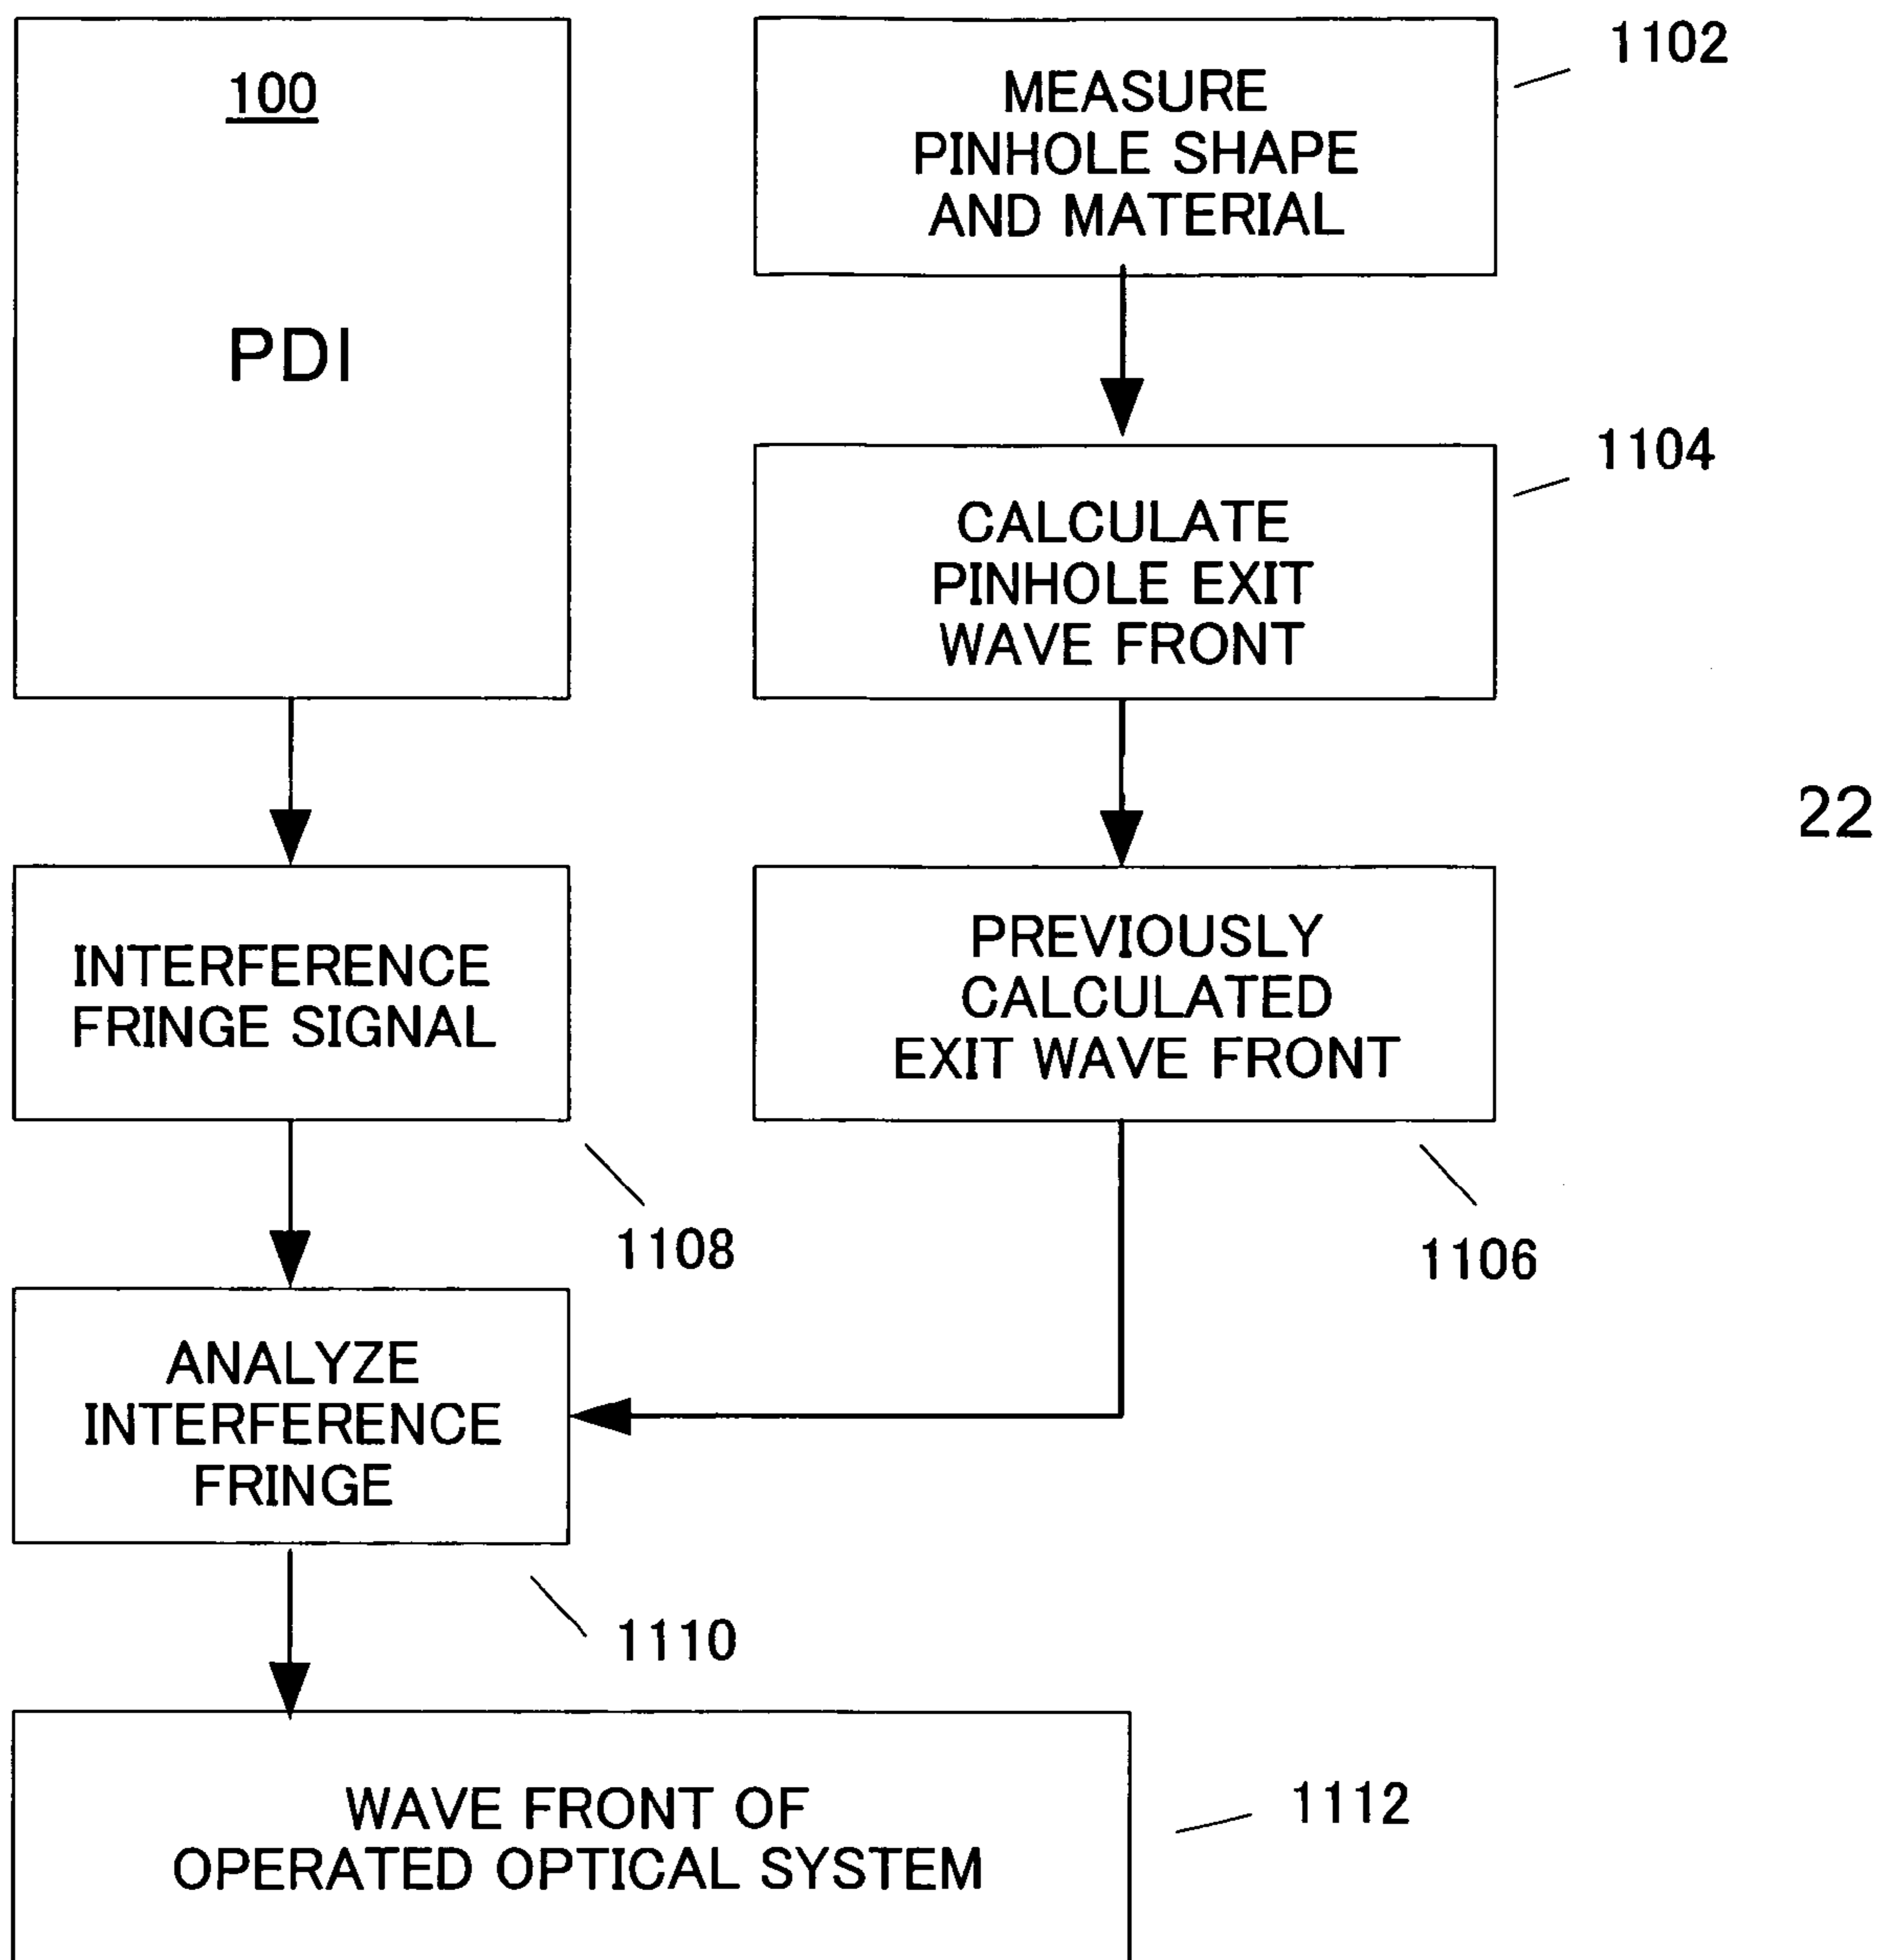 100
PDI
MEASURE
PINHOLE SHAPE
AND MATERIAL
1102
CALCULATE
PINHOLE EXIT
WAVE FRONT
1104
22
INTERFERENCE
FRINGE SIGNAL
1108
PREVIOUSLY
CALCULATED
EXIT WAVE FRONT
1106
ANALYZE
INTERFERENCE
FRINGE
1110
WAVE FRONT OF
OPERATED OPTICAL SYSTEM
1112